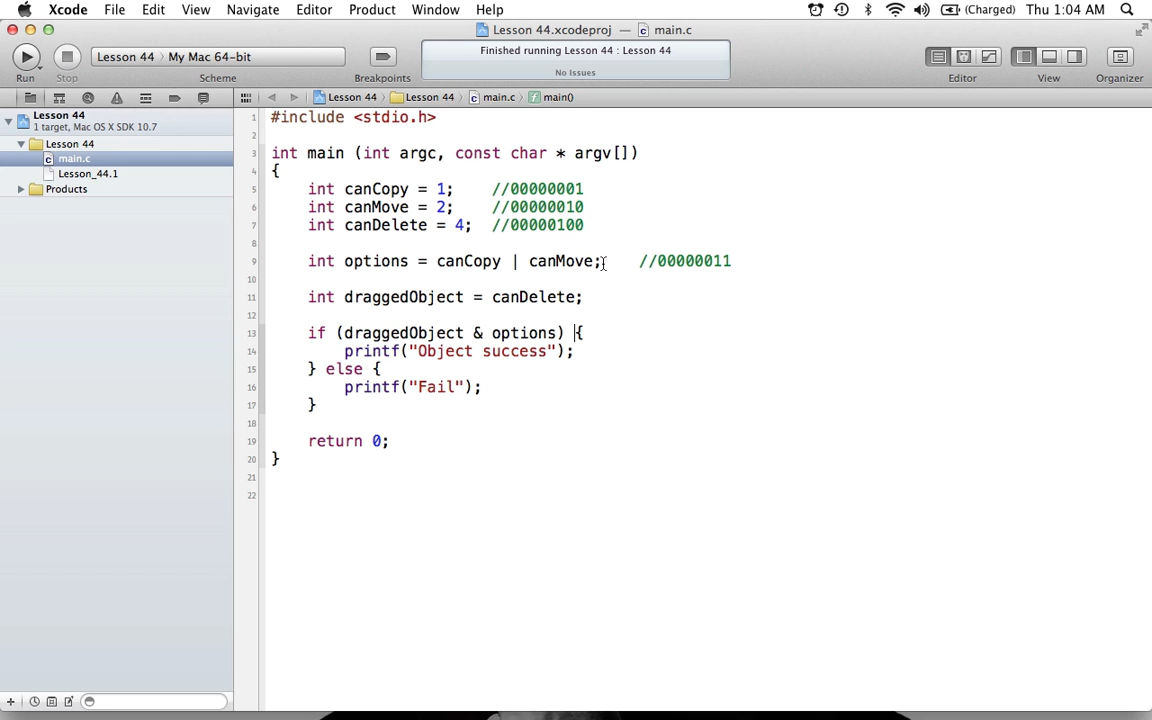 Xcode File Edit View Navigate Editor Product Window Help (Charged) Thu 1:04 AM
Lesson 44.xcodeproj — main.c
Lesson 44 › My Mac 64-bit
Finished running Lesson 44 : Lesson 44
No Issues
Run Stop Scheme Breakpoints Editor View Organizer
Lesson 44 › Lesson 44 › main.c › main()
Lesson 44
1 target, Mac OS X SDK 10.7
Lesson 44
main.c
Lesson_44.1
Products
1 #include <stdio.h>
2
3 int main (int argc, const char * argv[])
4 {
5 int canCopy = 1; //00000001
6 int canMove = 2; //00000010
7 int canDelete = 4; //00000100
8
9 int options = canCopy | canMove; //00000011
10
11 int draggedObject = canDelete;
12
13 if (draggedObject & options) {
14 printf("Object success");
15 } else {
16 printf("Fail");
17 }
18
19 return 0;
20 }
21
22